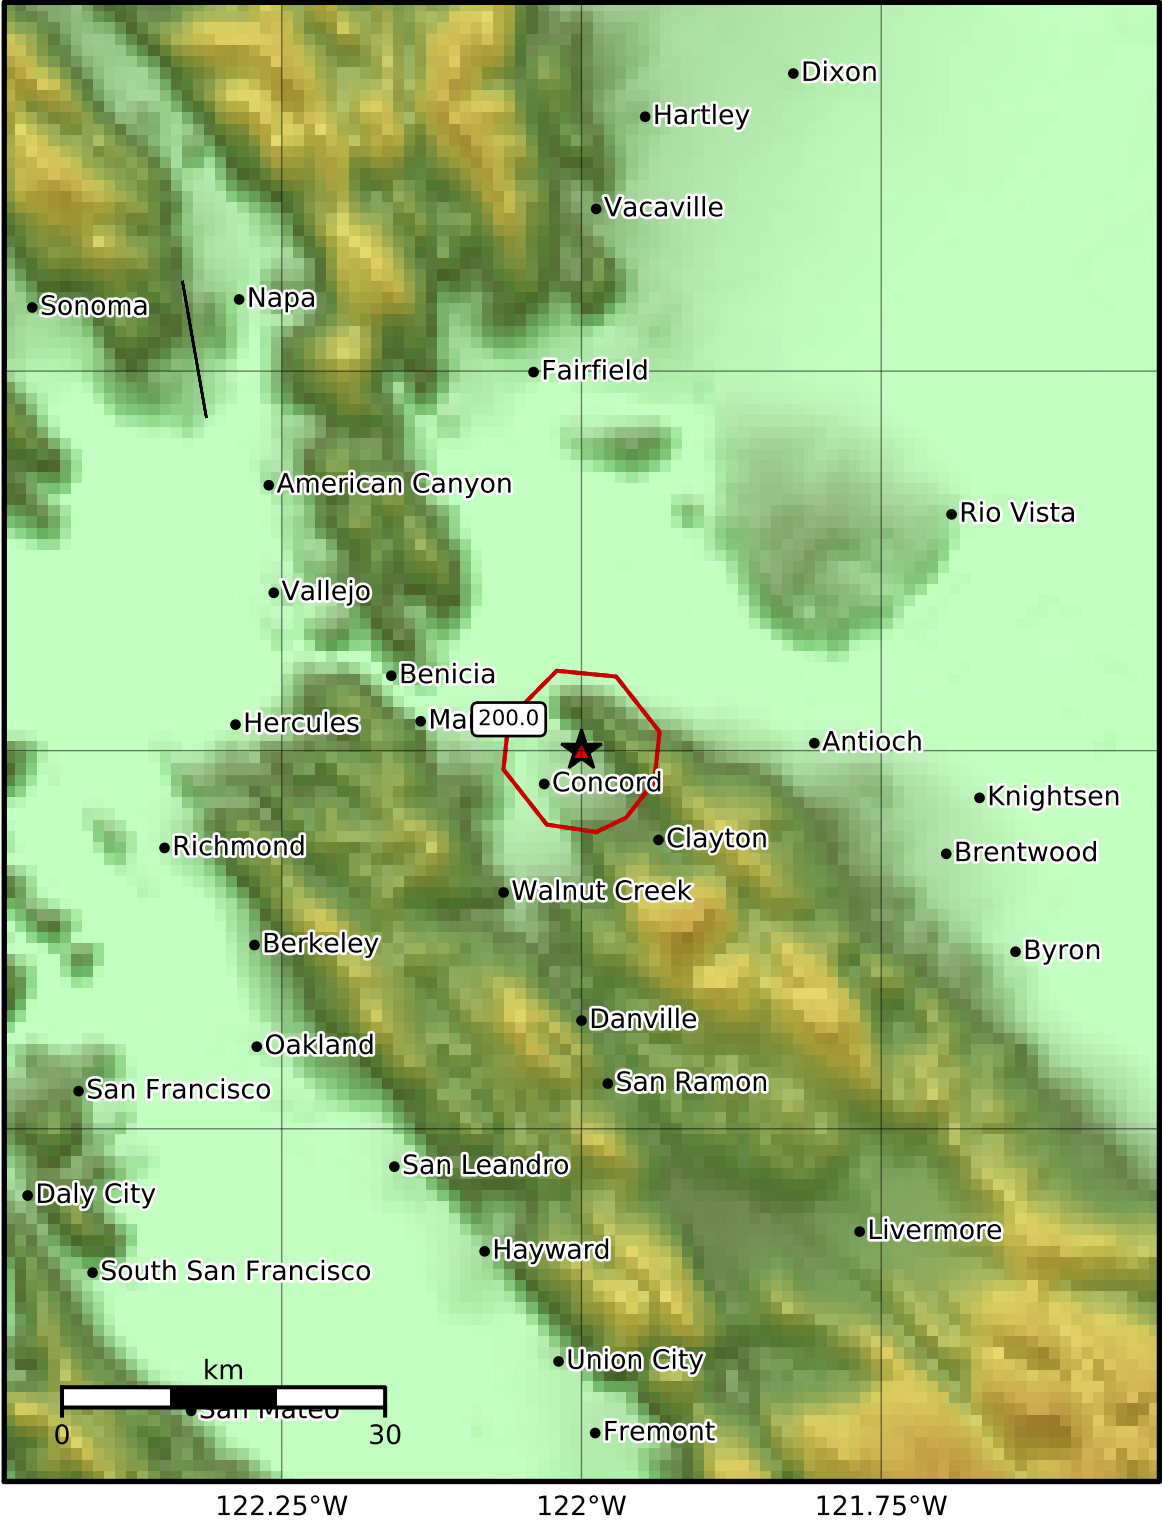 Dixon
Hartley
Vacaville
Sonoma
Napa
Fairfield
American Canyon
Rio Vista
Vallejo
Benicia
Hercules
Ma
200.0
Antioch
Concord
Knightsen
Richmond
Clayton
Brentwood
Walnut Creek
Berkeley
Byron
Danville
Oakland
San Ramon
San Francisco
San Leandro
Daly City
Livermore
Hayward
South San Francisco
Union City
km
San Mateo
0 30
Fremont
122.25°W 122°W 121.75°W